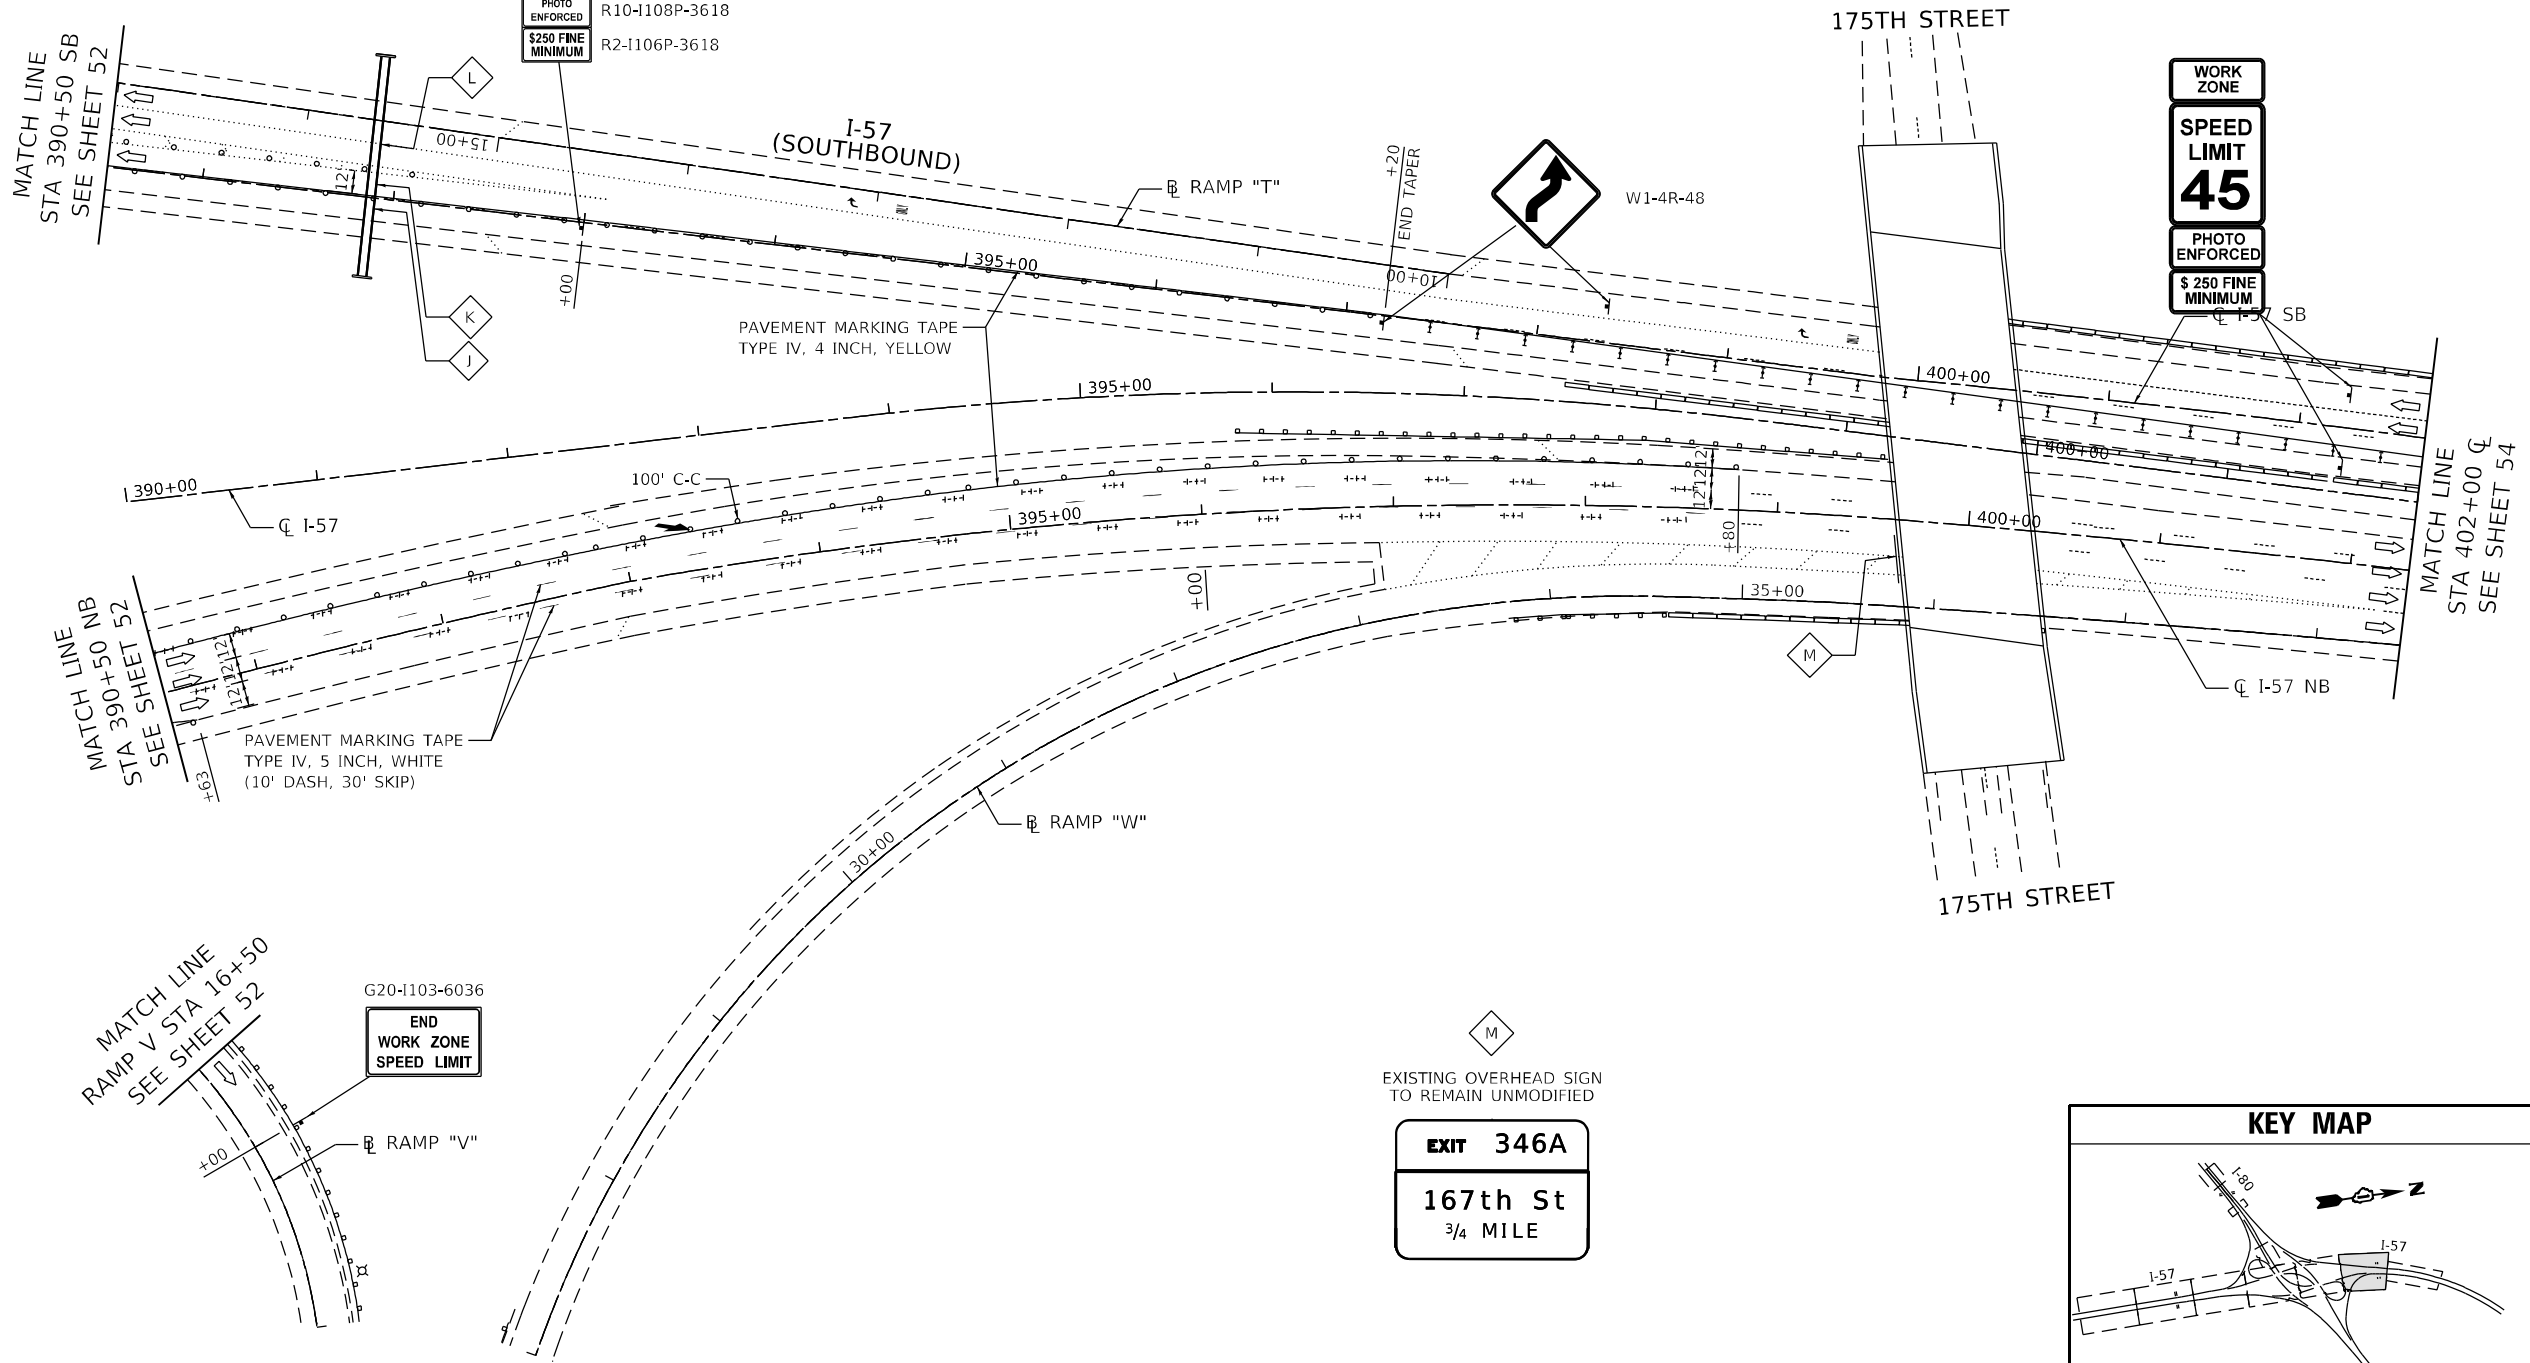 PHOTO
ENFORCED
R10-I108P-3618
$250 FINE
MINIMUM
R2-I106P-3618
175TH STREET
MATCH LINE
STA 390+50 SB
SEE SHEET 52
L
15+00
I-57
(SOUTHBOUND)
12'
℄ RAMP "T"
+20
END TAPER
W1-4R-48
WORK
ZONE
SPEED
LIMIT
45
PHOTO
ENFORCED
$ 250 FINE
MINIMUM
K
J
+00
395+00
10+00
PAVEMENT MARKING TAPE
TYPE IV, 4 INCH, YELLOW
℄ I-57 SB
400+00
395+00
390+00
℄ I-57
100' C-C
395+00
12'
12'
12'
+80
400+00
400+00
MATCH LINE
STA 402+00 ℄
SEE SHEET 54
MATCH LINE
STA 390+50 NB
SEE SHEET 52
12'
12'
12'
+63
PAVEMENT MARKING TAPE
TYPE IV, 5 INCH, WHITE
(10' DASH, 30' SKIP)
+00
35+00
M
℄ I-57 NB
30+00
℄ RAMP "W"
175TH STREET
MATCH LINE
RAMP V STA 16+50
SEE SHEET 52
G20-I103-6036
END
WORK ZONE
SPEED LIMIT
+00
℄ RAMP "V"
M
EXISTING OVERHEAD SIGN
TO REMAIN UNMODIFIED
EXIT 346A
167th St
3/4 MILE
KEY MAP
I-80
N
I-57
I-57